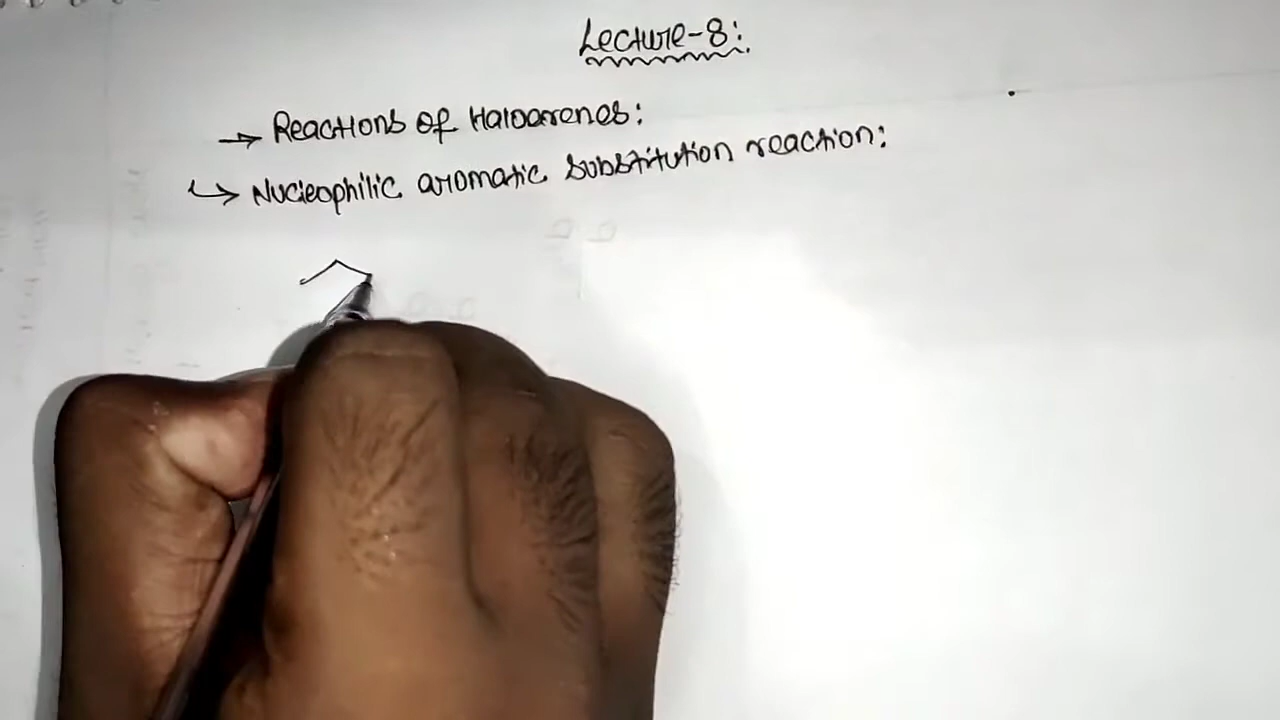 Lecture-8:
→ Reactions of Haloarenes:
↳ Nucleophilic aromatic substitution reaction: